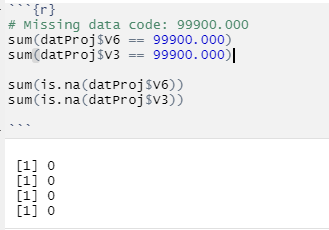 ```{r}
# Missing data code: 99900.000
sum(datProj$V6 == 99900.000)
sum(datProj$V3 == 99900.000)
sum(is.na(datProj$V6))
sum(is.na(datProj$V3))
```
[1] 0
[1] 0
[1] 0
[1] 0